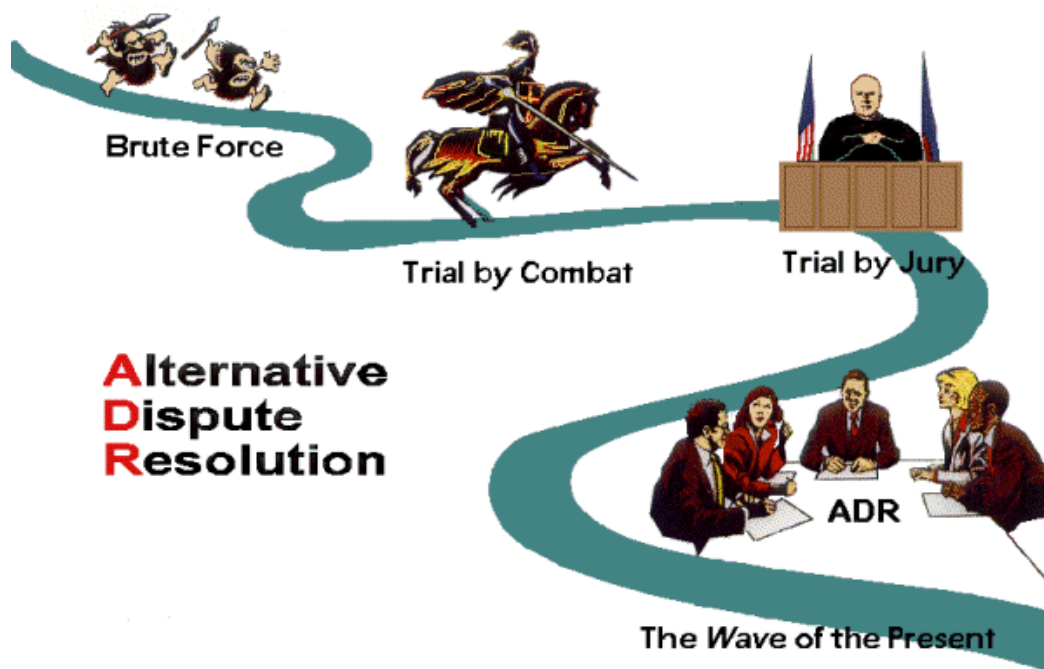 Brute Force
Trial by Combat
Trial by Jury
Alternative
Dispute
Resolution
ADR
The Wave of the Present